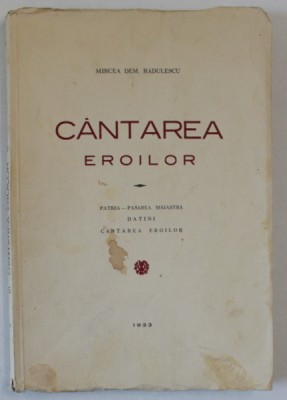 MIRCEA DEM. RADULESCU
CÂNTAREA
EROILOR
PATRIA — PASAREA MAIASTRA
DATINI
CANTAREA EROILOR
1933